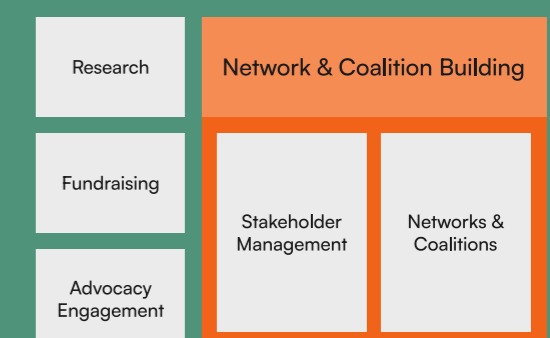 Research
Fundraising
Advocacy
Engagement
Network & Coalition Building
Stakeholder
Management
Networks &
Coalitions